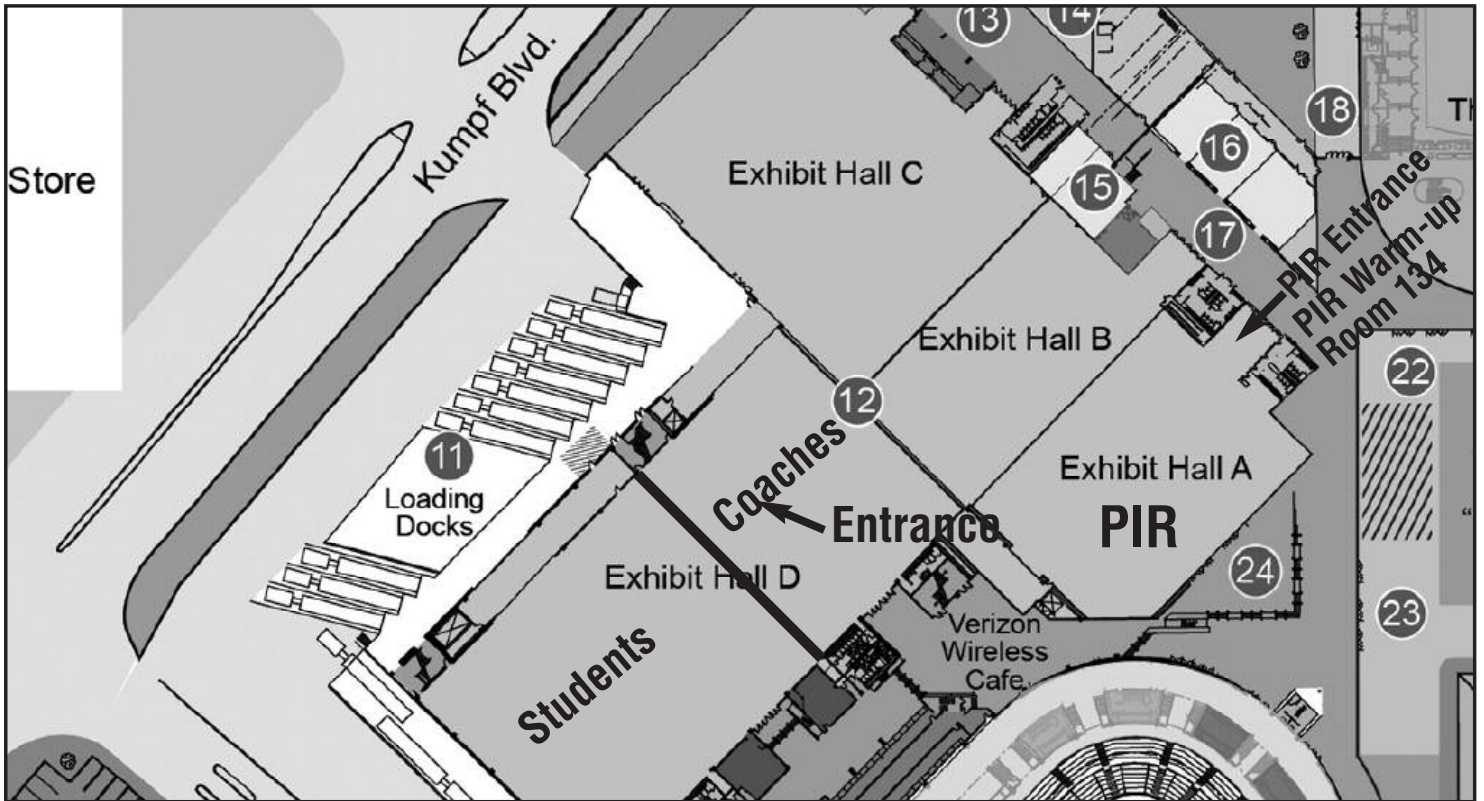 13
14
Kumpf Blvd.
18
Store
Exhibit Hall C
16
15
17
PIR Entrance
PIR Warm-up
Room 134
Exhibit Hall B
22
12
11
Loading
Docks
Coaches
Entrance
Exhibit Hall A
PIR
Exhibit Hall D
24
23
Verizon
Wireless
Cafe
Students